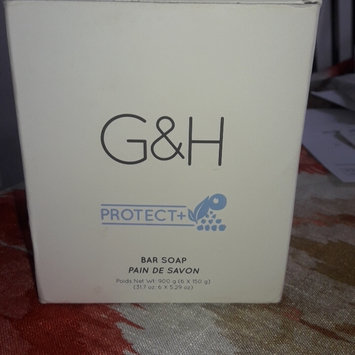 G&H
PROTECT+
BAR SOAP
PAIN DE SAVON
Poids Net Wt. 900 g (6 X 150 g)
(31.7 oz. 6 X 5.29 oz)